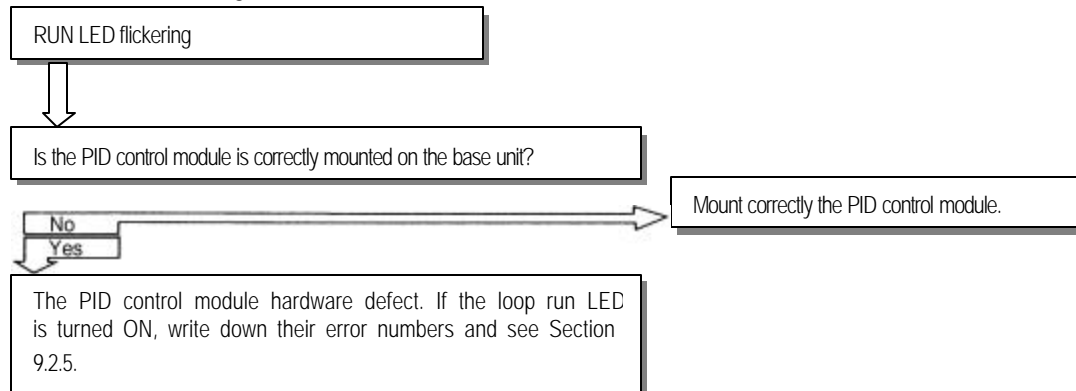 RUN LED flickering
Is the PID control module is correctly mounted on the base unit?
No
Mount correctly the PID control module.
Yes
The PID control module hardware defect. If the loop run LED
is turned ON, write down their error numbers and see Section
9.2.5.